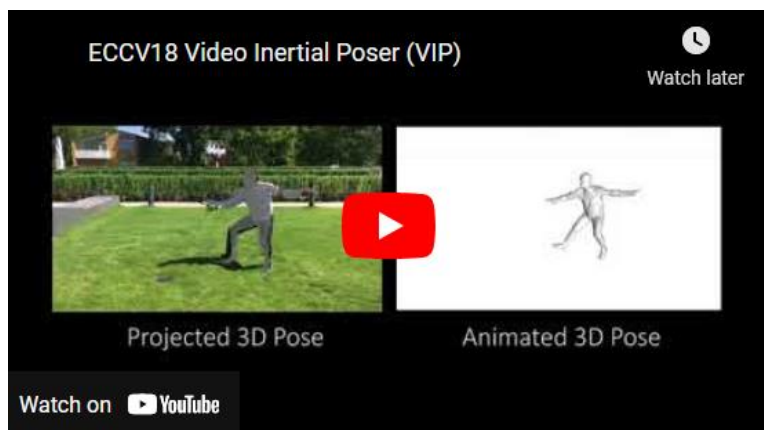 ECCV18 Video Inertial Poser (VIP)
Watch later
Projected 3D Pose
Animated 3D Pose
Watch on YouTube